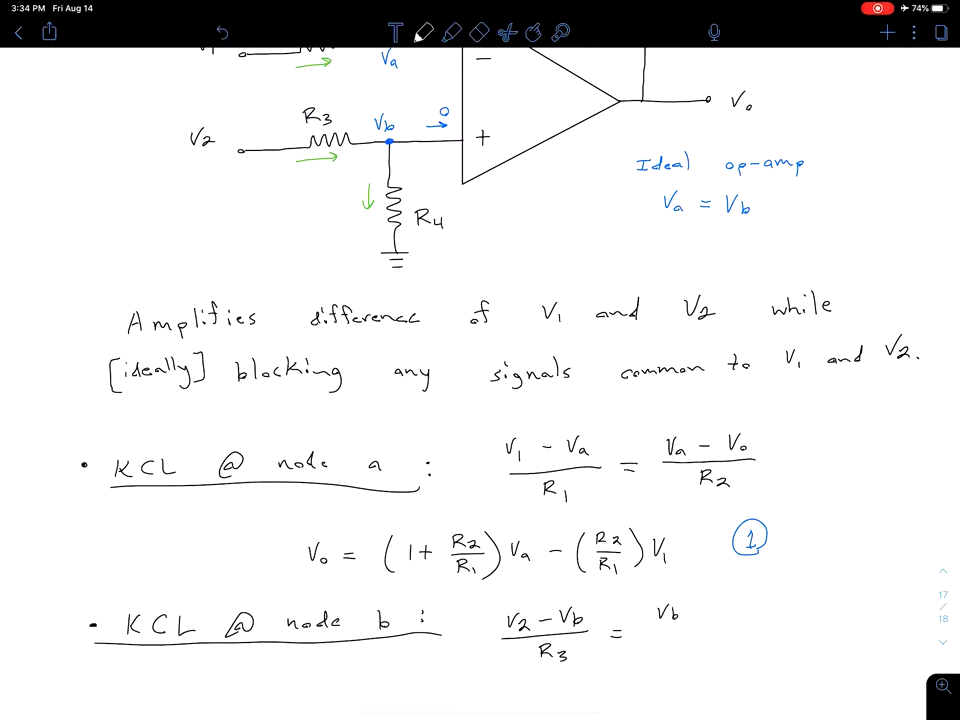 3:34 PM Fri Aug 14
74%
T
Va
−
Vo
R3
Vb
0
V2
+
Ideal op-amp
Va = Vb
R4
Amplifies difference of V1 and V2 while
[ideally] blocking any signals common to V1 and V2.
• KCL @ node a : (V1 − Va)/R1 = (Va − Vo)/R2
Vo = (1 + R2/R1) Va − (R2/R1) V1 ①
• KCL @ node b : (V2 − Vb)/R3 = Vb
17
/
18